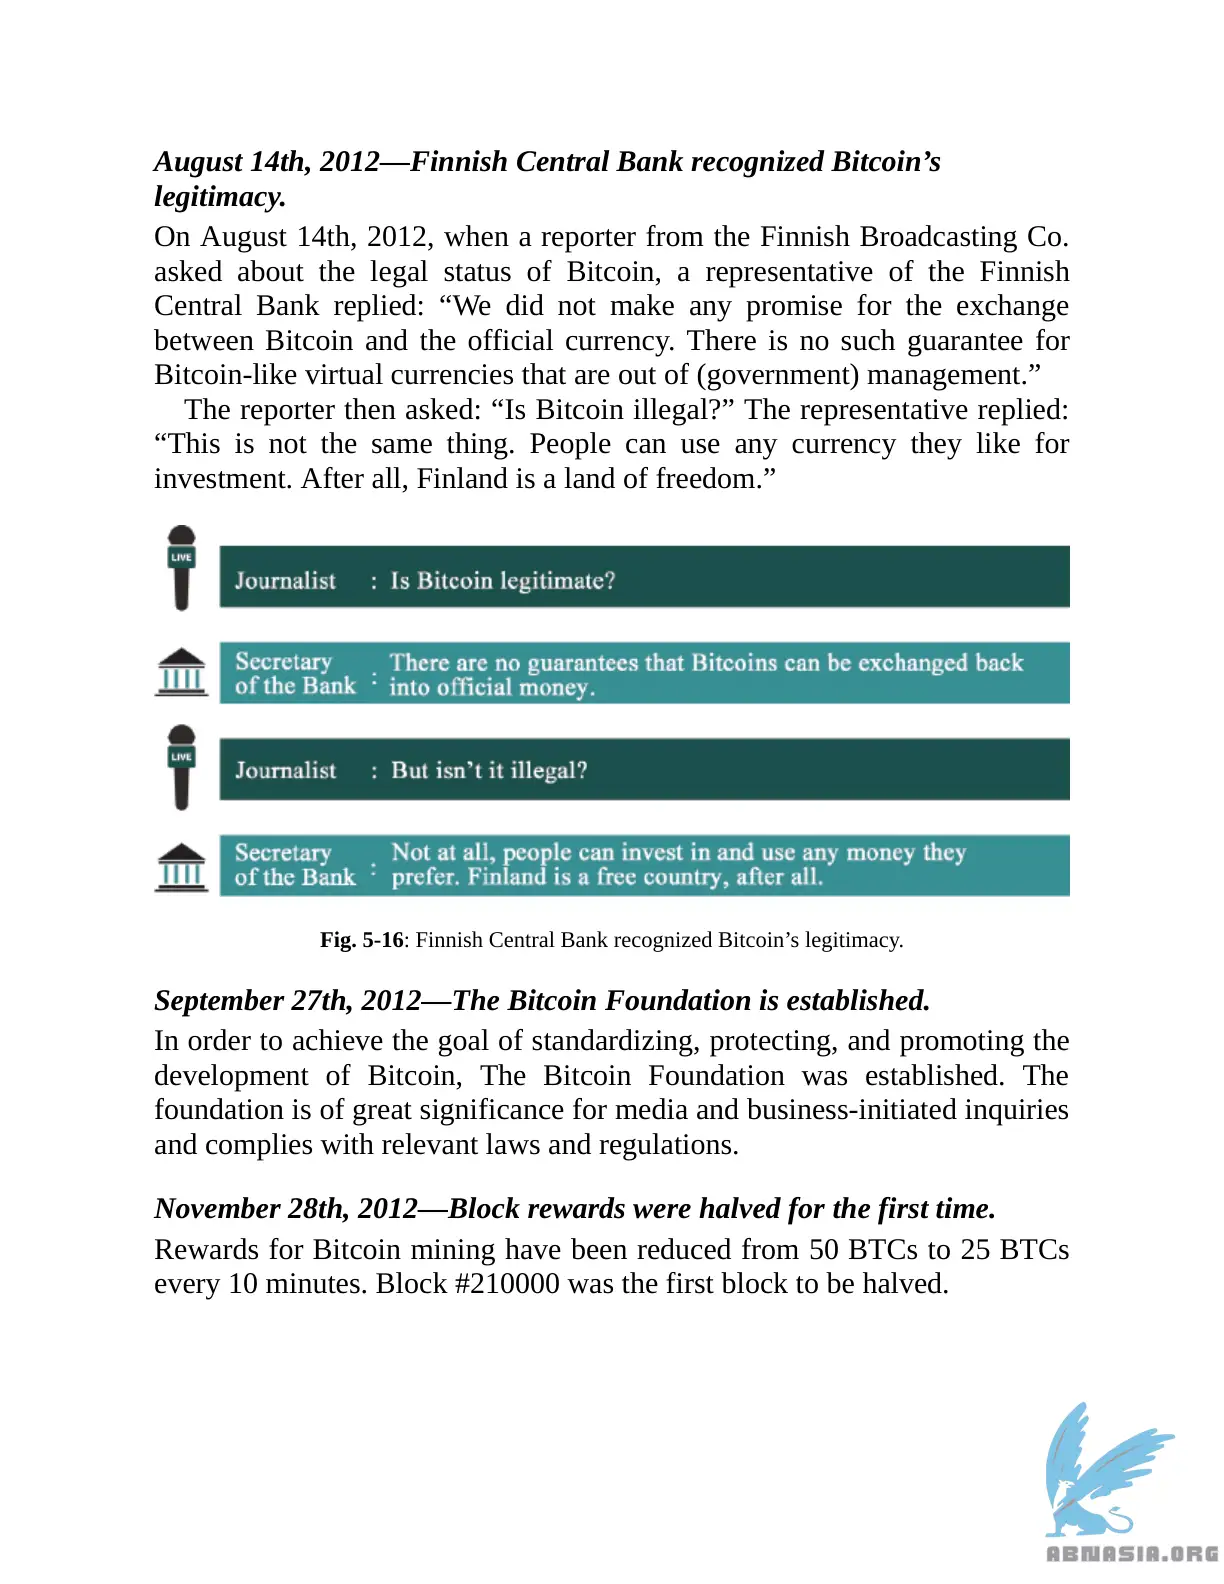 August 14th, 2012—Finnish Central Bank recognized Bitcoin’s
legitimacy.
On August 14th, 2012, when a reporter from the Finnish Broadcasting Co.
asked about the legal status of Bitcoin, a representative of the Finnish
Central Bank replied: “We did not make any promise for the exchange
between Bitcoin and the official currency. There is no such guarantee for
Bitcoin-like virtual currencies that are out of (government) management.”
The reporter then asked: “Is Bitcoin illegal?” The representative replied:
“This is not the same thing. People can use any currency they like for
investment. After all, Finland is a land of freedom.”
LIVE
Journalist : Is Bitcoin legitimate?
Secretary
of the Bank : There are no guarantees that Bitcoins can be exchanged back
into official money.
LIVE
Journalist : But isn’t it illegal?
Secretary
of the Bank : Not at all, people can invest in and use any money they
prefer. Finland is a free country, after all.
Fig. 5-16: Finnish Central Bank recognized Bitcoin’s legitimacy.
September 27th, 2012—The Bitcoin Foundation is established.
In order to achieve the goal of standardizing, protecting, and promoting the
development of Bitcoin, The Bitcoin Foundation was established. The
foundation is of great significance for media and business-initiated inquiries
and complies with relevant laws and regulations.
November 28th, 2012—Block rewards were halved for the first time.
Rewards for Bitcoin mining have been reduced from 50 BTCs to 25 BTCs
every 10 minutes. Block #210000 was the first block to be halved.
ABNASIA.ORG